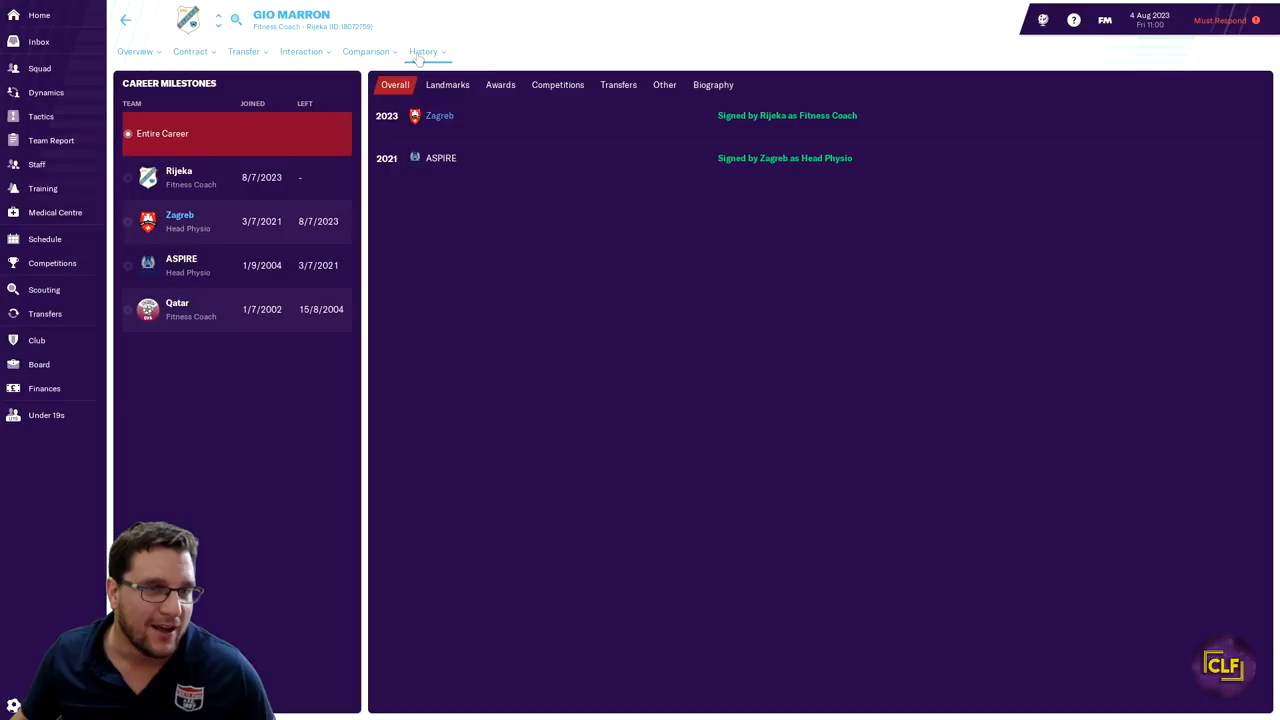 Home
Inbox
Squad
Dynamics
Tactics
Team Report
Staff
Training
Medical Centre
Schedule
Competitions
Scouting
Transfers
Club
Board
Finances
Under 19s
GIO MARRON
Fitness Coach - Rijeka (ID:18072759)
FM
4 Aug 2023
Fri 11:00
Must Respond
Overview Contract Transfer Interaction Comparison History
CAREER MILESTONES
TEAM JOINED LEFT
Entire Career
Rijeka
Fitness Coach 8/7/2023 -
Zagreb
Head Physio 3/7/2021 8/7/2023
ASPIRE
Head Physio 1/9/2004 3/7/2021
Qatar
Fitness Coach 1/7/2002 15/8/2004
Overall Landmarks Awards Competitions Transfers Other Biography
2023 Zagreb Signed by Rijeka as Fitness Coach
2021 ASPIRE Signed by Zagreb as Head Physio
CLF